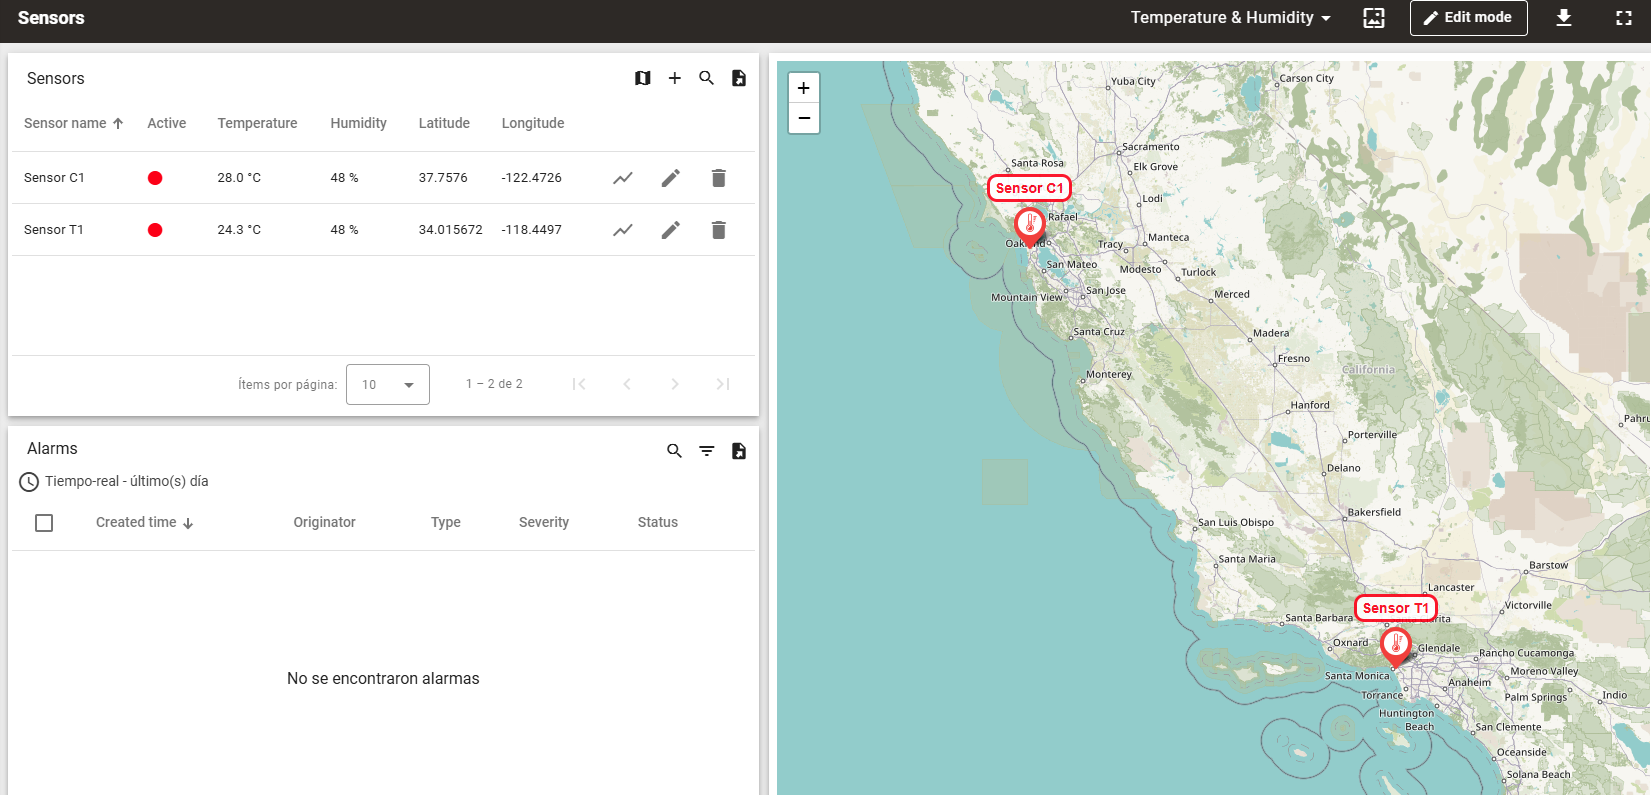 Sensors
Temperature & Humidity
Edit mode
Sensors
Sensor name Active Temperature Humidity Latitude Longitude
Sensor C1 28.0 °C 48 % 37.7576 -122.4726
Sensor T1 24.3 °C 48 % 34.015672 -118.4497
Ítems por página: 10 1 – 2 de 2
Alarms
Tiempo-real - último(s) día
Created time Originator Type Severity Status
No se encontraron alarmas
+
−
Yuba City
Carson City
Sacramento
Santa Rosa
Elk Grove
Sensor C1
Lodi
Rafael
Manteca
Tracy
San Mateo
Modesto
Turlock
San Jose
Mountain View
Merced
Santa Cruz
Madera
Fresno
California
Monterey
Hanford
Porterville
Delano
Bakersfield
San Luis Obispo
Santa Maria
Barstow
Lancaster
Victorville
Sensor T1
Santa Barbara
Oxnard
Glendale
Rancho Cucamonga
Santa Monica
Moreno Valley
Anaheim
Torrance
Palm Springs
Indio
Huntington
Beach
San Clemente
Oceanside
Solana Beach